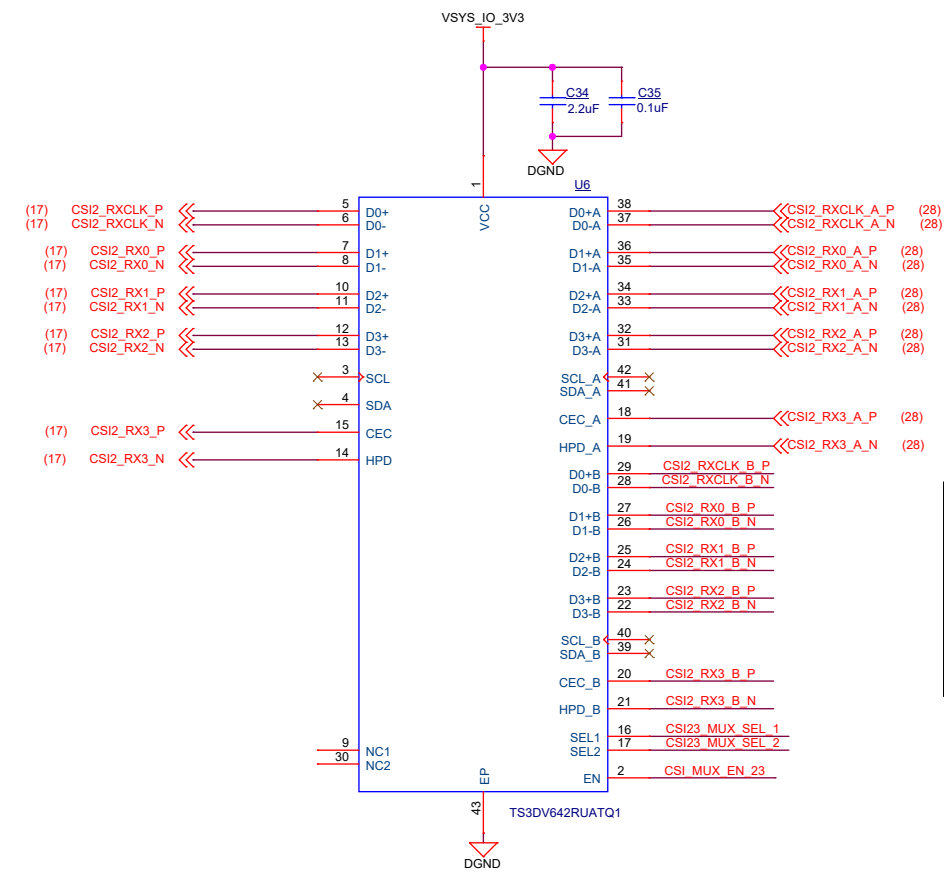 VSYS_IO_3V3
C34
2.2uF
C35
0.1uF
DGND
U6
1
VCC
(17) CSI2_RXCLK_P 5 D0+
(17) CSI2_RXCLK_N 6 D0-
(17) CSI2_RX0_P 7 D1+
(17) CSI2_RX0_N 8 D1-
(17) CSI2_RX1_P 10 D2+
(17) CSI2_RX1_N 11 D2-
(17) CSI2_RX2_P 12 D3+
(17) CSI2_RX2_N 13 D3-
3 SCL
4 SDA
(17) CSI2_RX3_P 15 CEC
(17) CSI2_RX3_N 14 HPD
9 NC1
30 NC2
D0+A 38 CSI2_RXCLK_A_P (28)
D0-A 37 CSI2_RXCLK_A_N (28)
D1+A 36 CSI2_RX0_A_P (28)
D1-A 35 CSI2_RX0_A_N (28)
D2+A 34 CSI2_RX1_A_P (28)
D2-A 33 CSI2_RX1_A_N (28)
D3+A 32 CSI2_RX2_A_P (28)
D3-A 31 CSI2_RX2_A_N (28)
SCL_A 42
SDA_A 41
CEC_A 18 CSI2_RX3_A_P (28)
HPD_A 19 CSI2_RX3_A_N (28)
D0+B 29 CSI2_RXCLK_B_P
D0-B 28 CSI2_RXCLK_B_N
D1+B 27 CSI2_RX0_B_P
D1-B 26 CSI2_RX0_B_N
D2+B 25 CSI2_RX1_B_P
D2-B 24 CSI2_RX1_B_N
D3+B 23 CSI2_RX2_B_P
D3-B 22 CSI2_RX2_B_N
SCL_B 40
SDA_B 39
CEC_B 20 CSI2_RX3_B_P
HPD_B 21 CSI2_RX3_B_N
SEL1 16 CSI23_MUX_SEL_1
SEL2 17 CSI23_MUX_SEL_2
EN 2 CSI_MUX_EN_23
EP
43
TS3DV642RUATQ1
DGND